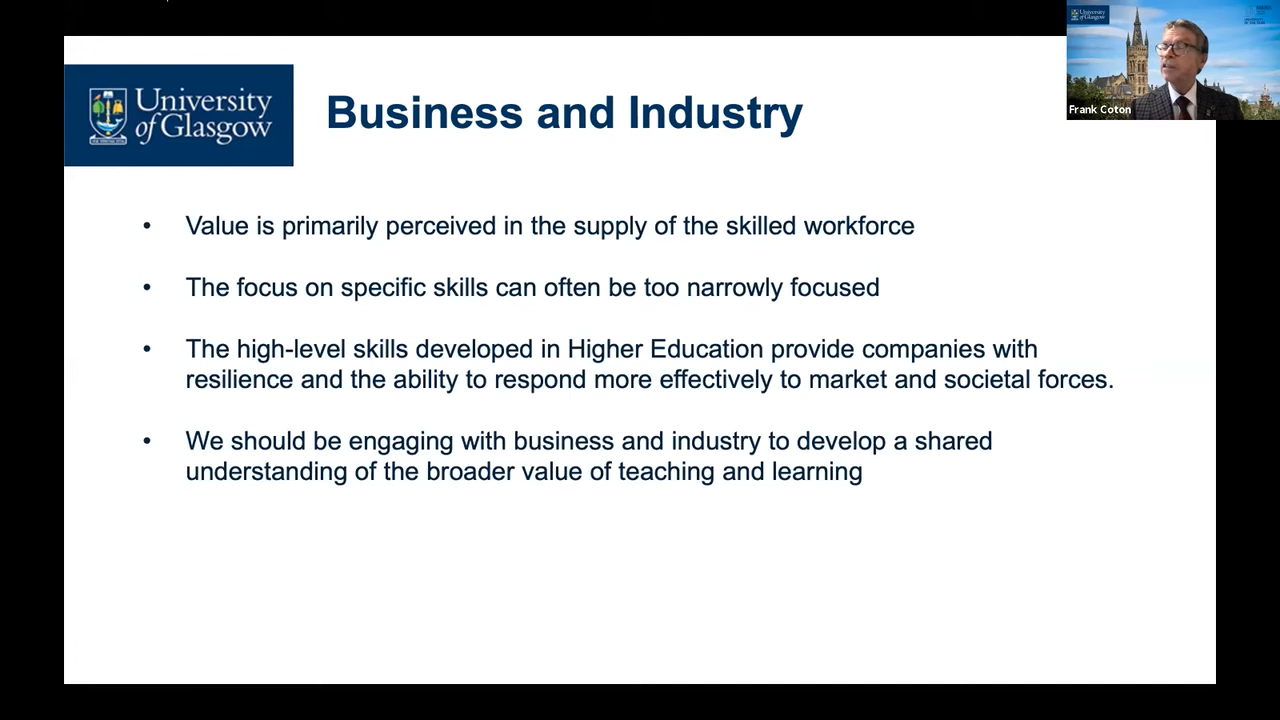 University
of Glasgow
Business and Industry
University
of Glasgow
Frank Coton
• Value is primarily perceived in the supply of the skilled workforce
• The focus on specific skills can often be too narrowly focused
• The high-level skills developed in Higher Education provide companies with
resilience and the ability to respond more effectively to market and societal forces.
• We should be engaging with business and industry to develop a shared
understanding of the broader value of teaching and learning